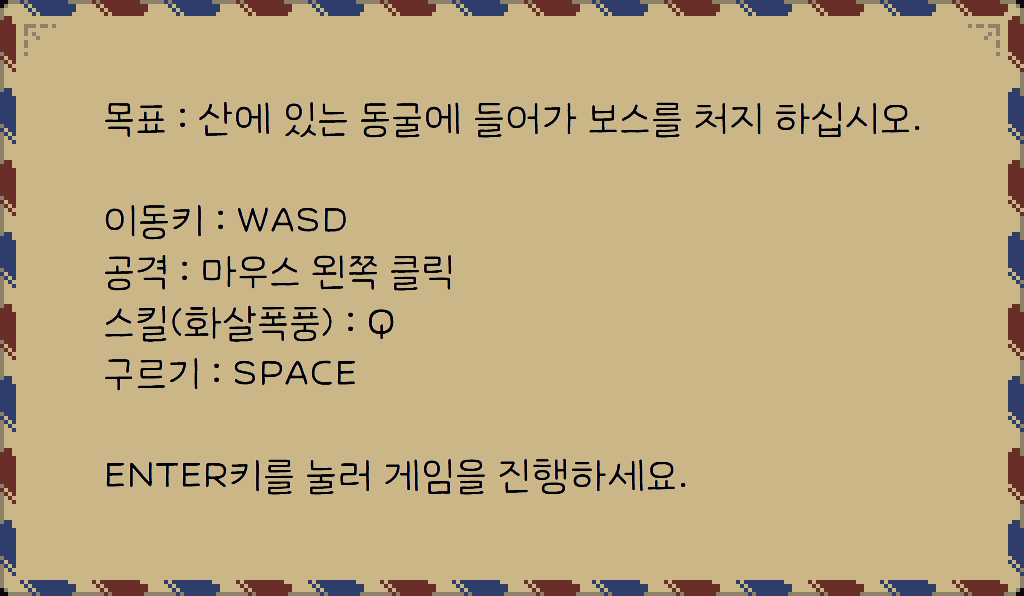 목표 : 산에 있는 동굴에 들어가 보스를 처지 하십시오.
이동키 : WASD
공격 : 마우스 왼쪽 클릭
스킬(화살폭풍) : Q
구르기 : SPACE
ENTER키를 눌러 게임을 진행하세요.